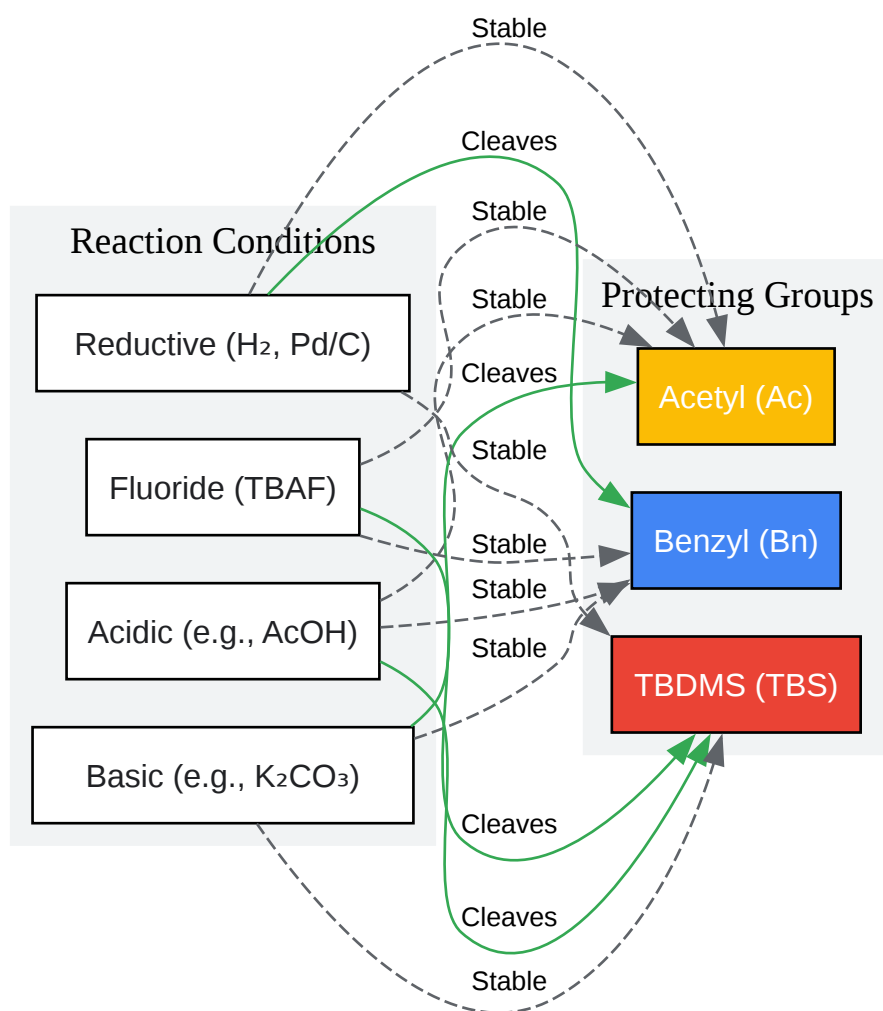 Stable
Cleaves
Stable
Reaction Conditions
Stable
Protecting Groups
Reductive (H₂, Pd/C)
Cleaves
Acetyl (Ac)
Stable
Fluoride (TBAF)
Stable
Benzyl (Bn)
Stable
Acidic (e.g., AcOH)
Stable
TBDMS (TBS)
Basic (e.g., K₂CO₃)
Cleaves
Cleaves
Stable